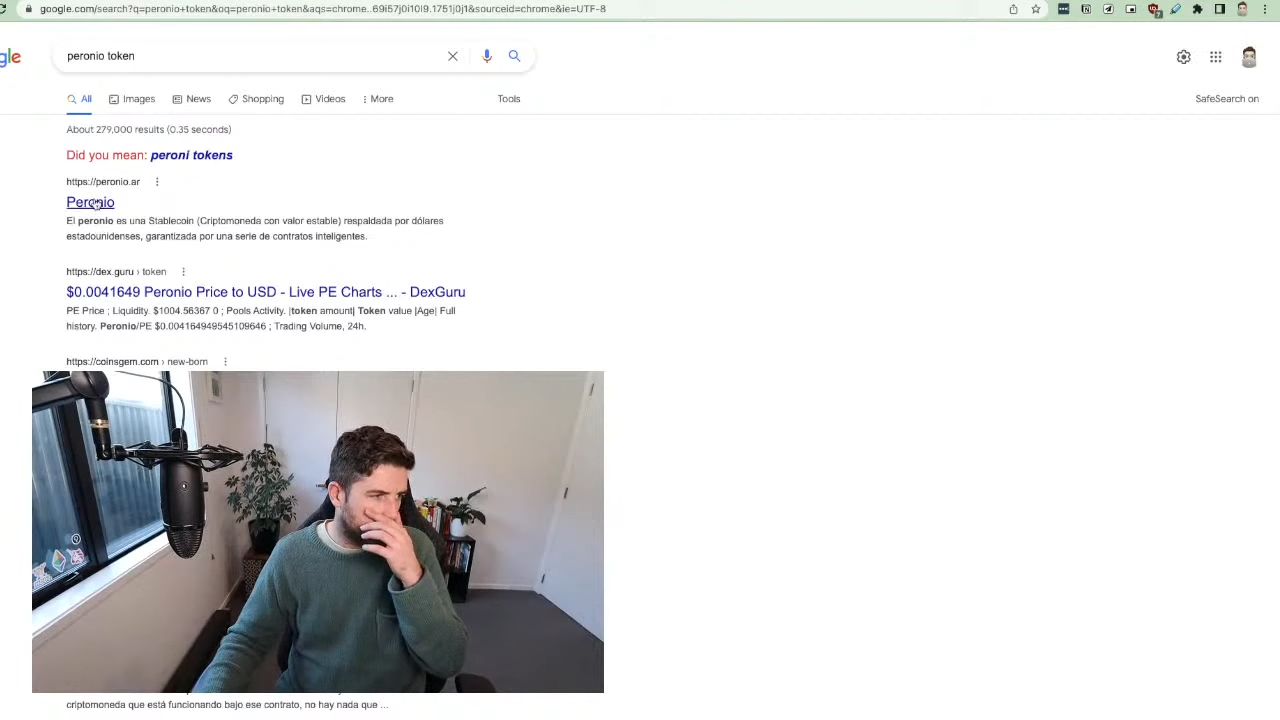 google.com/search?q=peronio+token&oq=peronio+token&aqs=chrome..69i57j0i10l9.1751j0j1&sourceid=chrome&ie=UTF-8
gle
peronio token
All
Images
News
Shopping
Videos
More
Tools
SafeSearch on
About 279,000 results (0.35 seconds)
Did you mean: peroni tokens
https://peronio.ar
Peronio
El peronio es una Stablecoin (Criptomoneda con valor estable) respaldada por dólares
estadounidenses, garantizada por una serie de contratos inteligentes.
https://dex.guru › token
$0.0041649 Peronio Price to USD - Live PE Charts ... - DexGuru
PE Price ; Liquidity. $1004.56367 0 ; Pools Activity. |token amount| Token value |Age| Full
history. Peronio/PE $0.004164949545109646 ; Trading Volume, 24h.
https://coinsgem.com › new-born
criptomoneda que está funcionando bajo ese contrato, no hay nada que ...